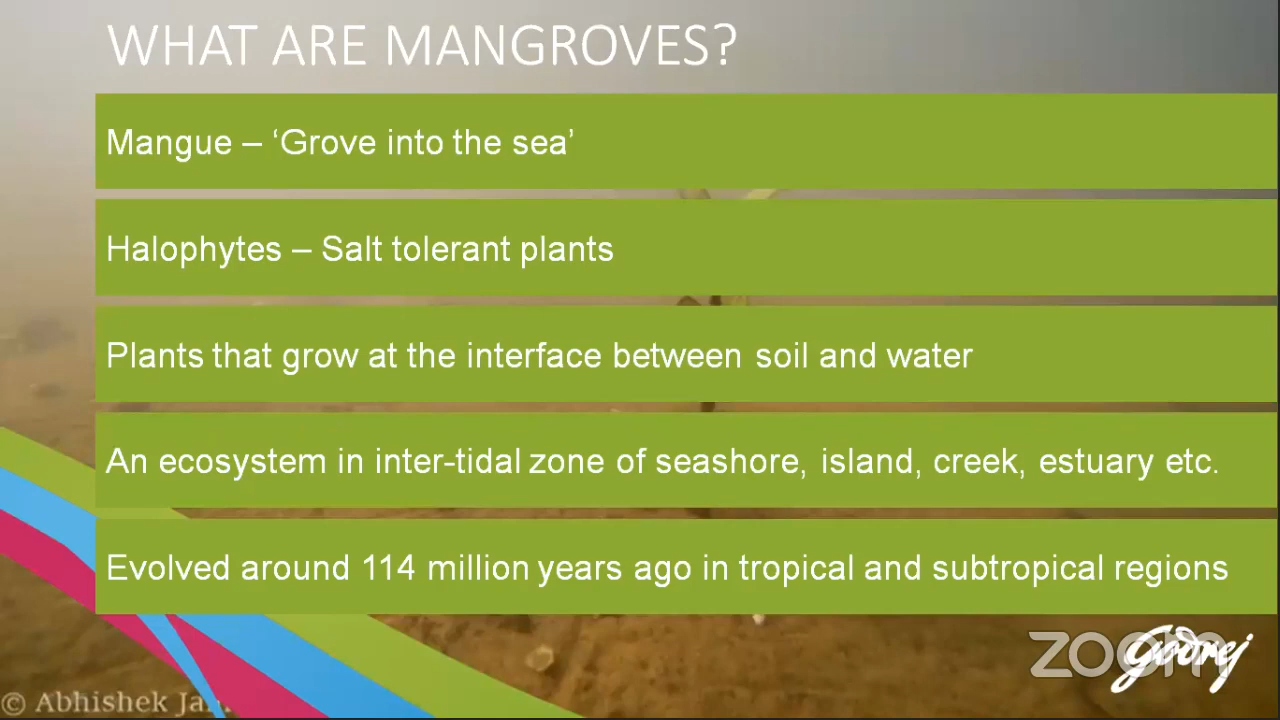 WHAT ARE MANGROVES?
Mangue – ‘Grove into the sea’
Halophytes – Salt tolerant plants
Plants that grow at the interface between soil and water
An ecosystem in inter-tidal zone of seashore, island, creek, estuary etc.
Evolved around 114 million years ago in tropical and subtropical regions
zoom
Godrej
© Abhishek